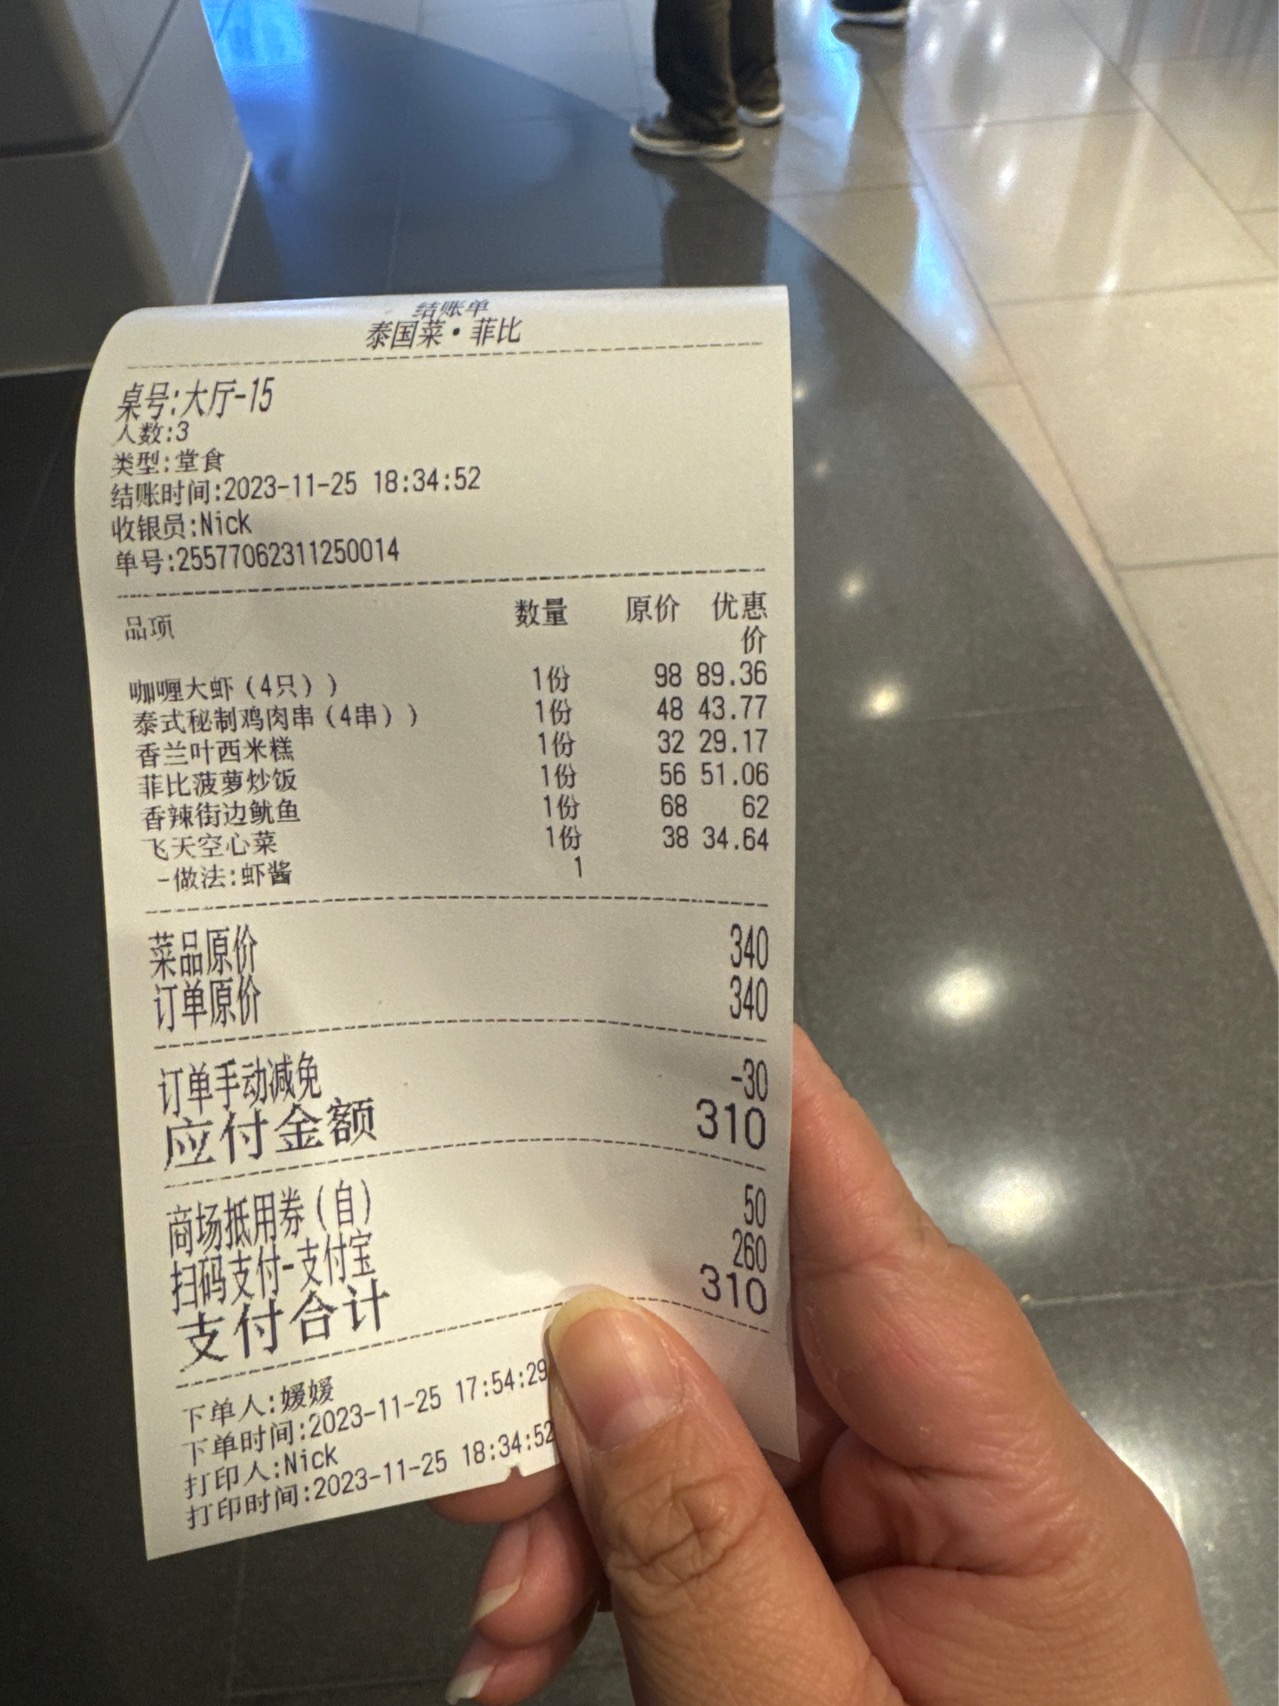 结账单
泰国菜·菲比
桌号:大厅-15
人数:3
类型:堂食
结账时间:2023-11-25 18:34:52
收银员:Nick
单号:25577062311250014
品项 数量 原价 优惠价
咖喱大虾(4只)) 1份 98 89.36
泰式秘制鸡肉串(4串)) 1份 48 43.77
香兰叶西米糕 1份 32 29.17
菲比菠萝炒饭 1份 56 51.06
香辣街边鱿鱼 1份 68 62
飞天空心菜 1份 38 34.64
-做法:虾酱 1
菜品原价 340
订单原价 340
订单手动减免 -30
应付金额 310
商场抵用券(自) 50
扫码支付-支付宝 260
支付合计 310
下单人:媛媛
下单时间:2023-11-25 17:54:29
打印人:Nick
打印时间:2023-11-25 18:34:52